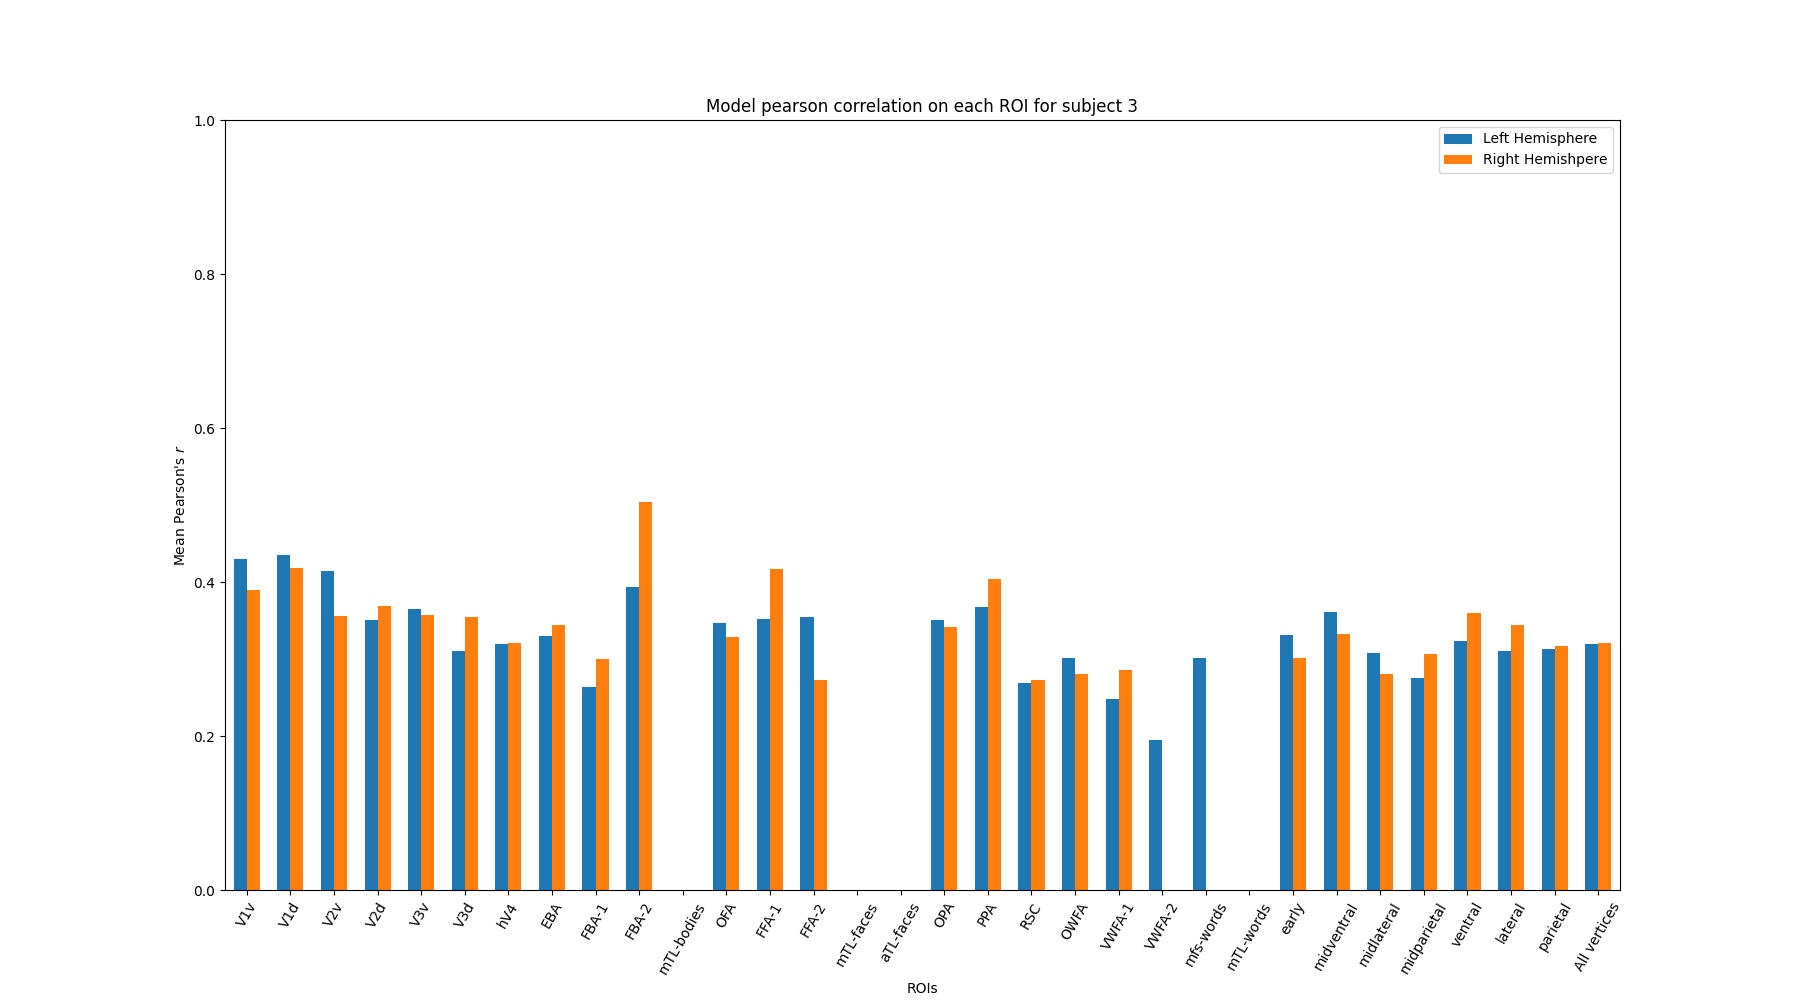 Model pearson correlation on each ROI for subject 3
1.0
0.8
0.6
0.4
0.2
0.0
Mean Pearson's r
Left Hemisphere
Right Hemishpere
V1v
V1d
V2v
V2d
V3v
V3d
hV4
EBA
FBA-1
FBA-2
mTL-bodies
OFA
FFA-1
FFA-2
mTL-faces
aTL-faces
OPA
PPA
RSC
OWFA
VWFA-1
VWFA-2
mfs-words
mTL-words
early
midventral
midlateral
midparietal
ventral
lateral
parietal
All vertices
ROIs